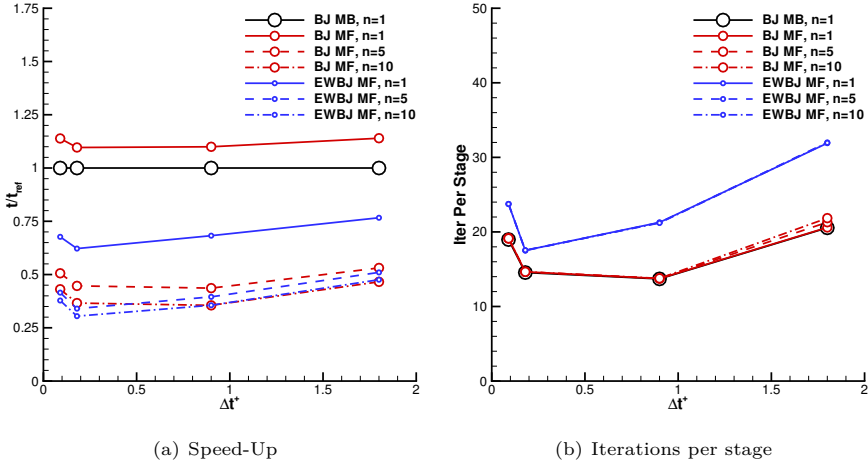 1.75
1.5
1.25
1
0.75
0.5
0.25
0
t/t_ref
0
0.5
1
1.5
2
Δt⁺
BJ MB, n=1
BJ MF, n=1
BJ MF, n=5
BJ MF, n=10
EWBJ MF, n=1
EWBJ MF, n=5
EWBJ MF, n=10
(a) Speed-Up
50
40
30
20
10
0
Iter Per Stage
0
0.5
1
1.5
2
Δt⁺
BJ MB, n=1
BJ MF, n=1
BJ MF, n=5
BJ MF, n=10
EWBJ MF, n=1
EWBJ MF, n=5
EWBJ MF, n=10
(b) Iterations per stage